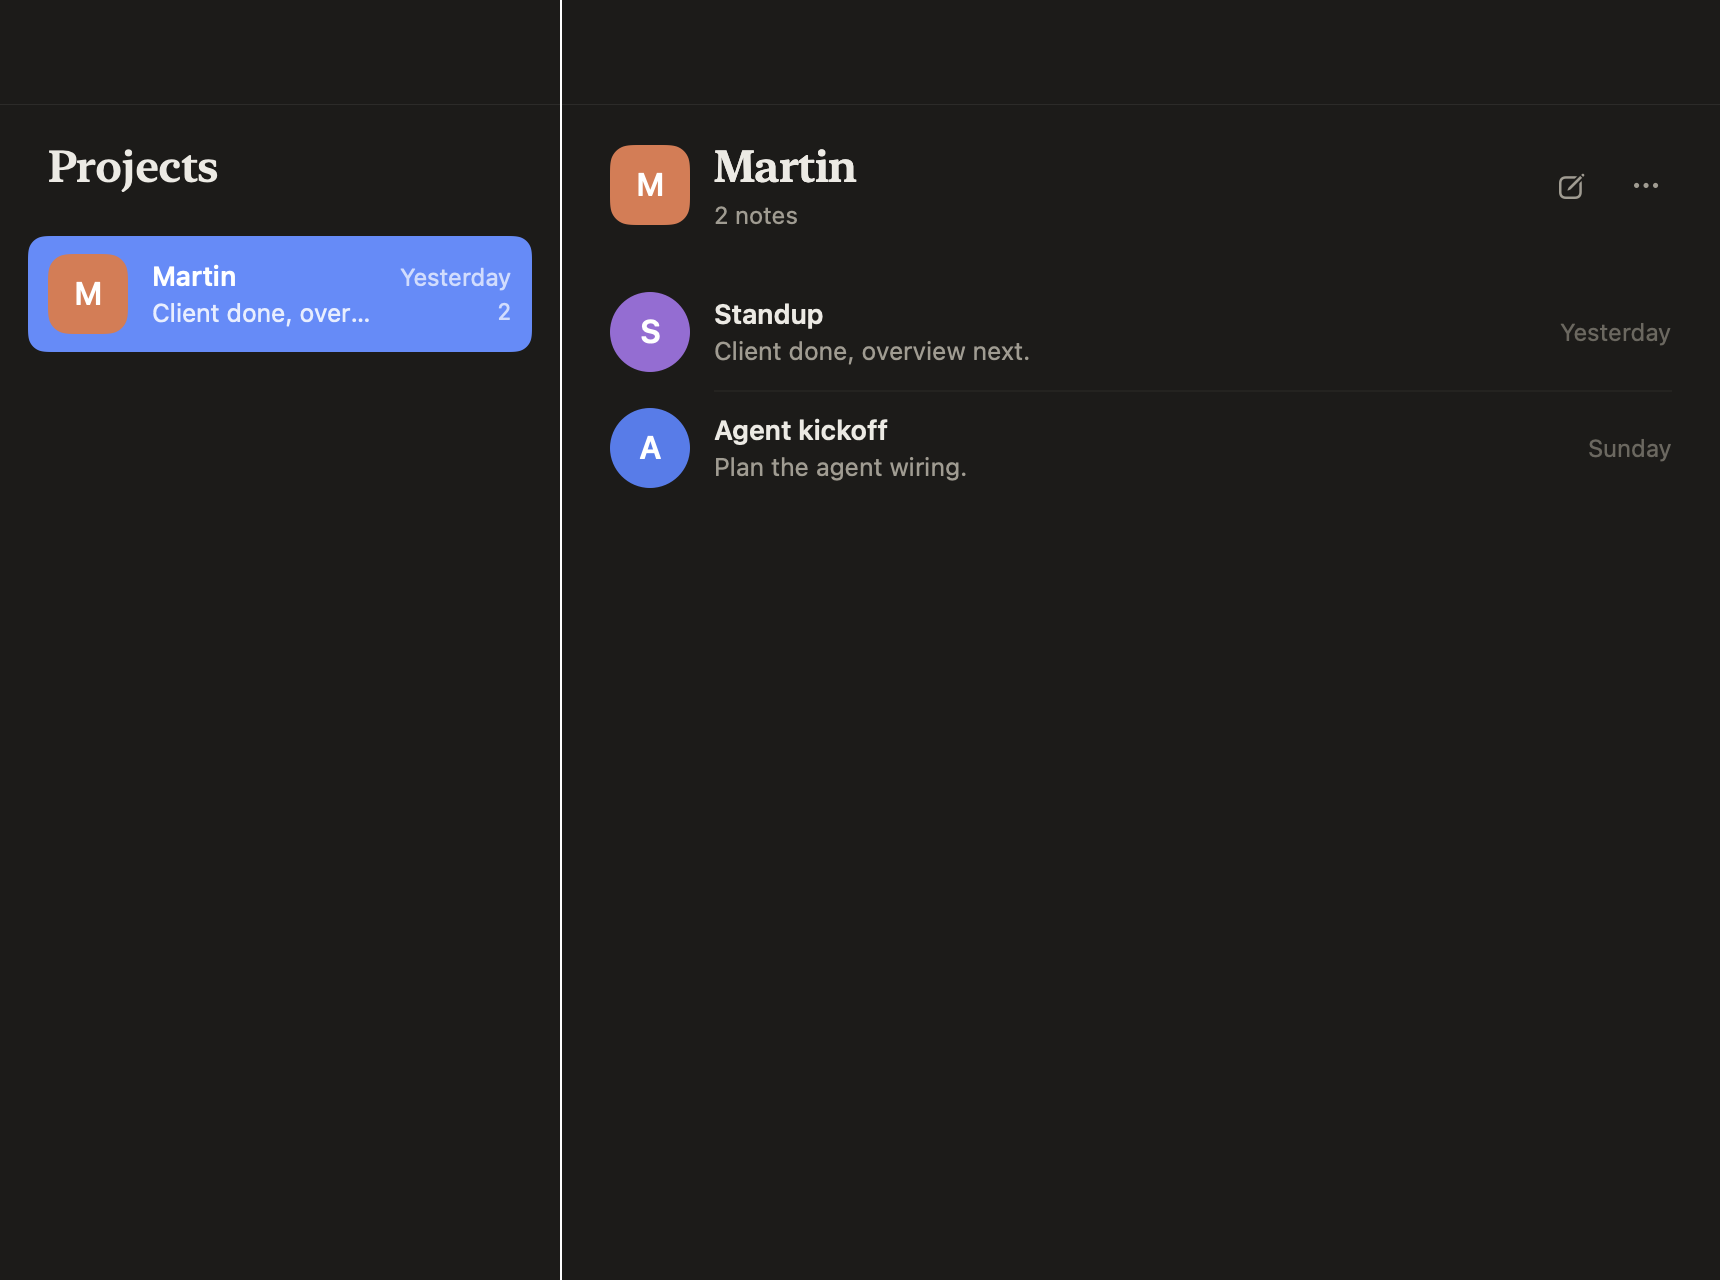 Projects
M
Martin
Yesterday
Client done, over...
2
M
Martin
2 notes
S
Standup
Client done, overview next.
Yesterday
A
Agent kickoff
Plan the agent wiring.
Sunday